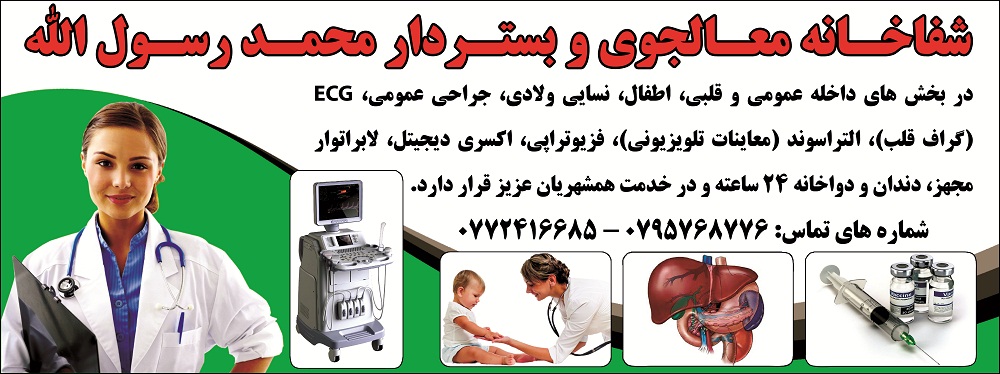 شفاخانه معالجوی و بستردار محمد رسول الله
در بخش های داخله عمومی و قلبی، اطفال، نسایی ولادی، جراحی عمومی، ECG
(گراف قلب)، التراسوند (معاینات تلویزیونی)، فزیوتراپی، اکسری دیجیتل، لابراتوار
مجهز، دندان و دواخانه ۲۴ ساعته و در خدمت همشهریان عزیز قرار دارد.
شماره های تماس: ۰۷۹۵۷۶۸۷۷۶ – ۰۷۷۲۴۱۶۶۸۵